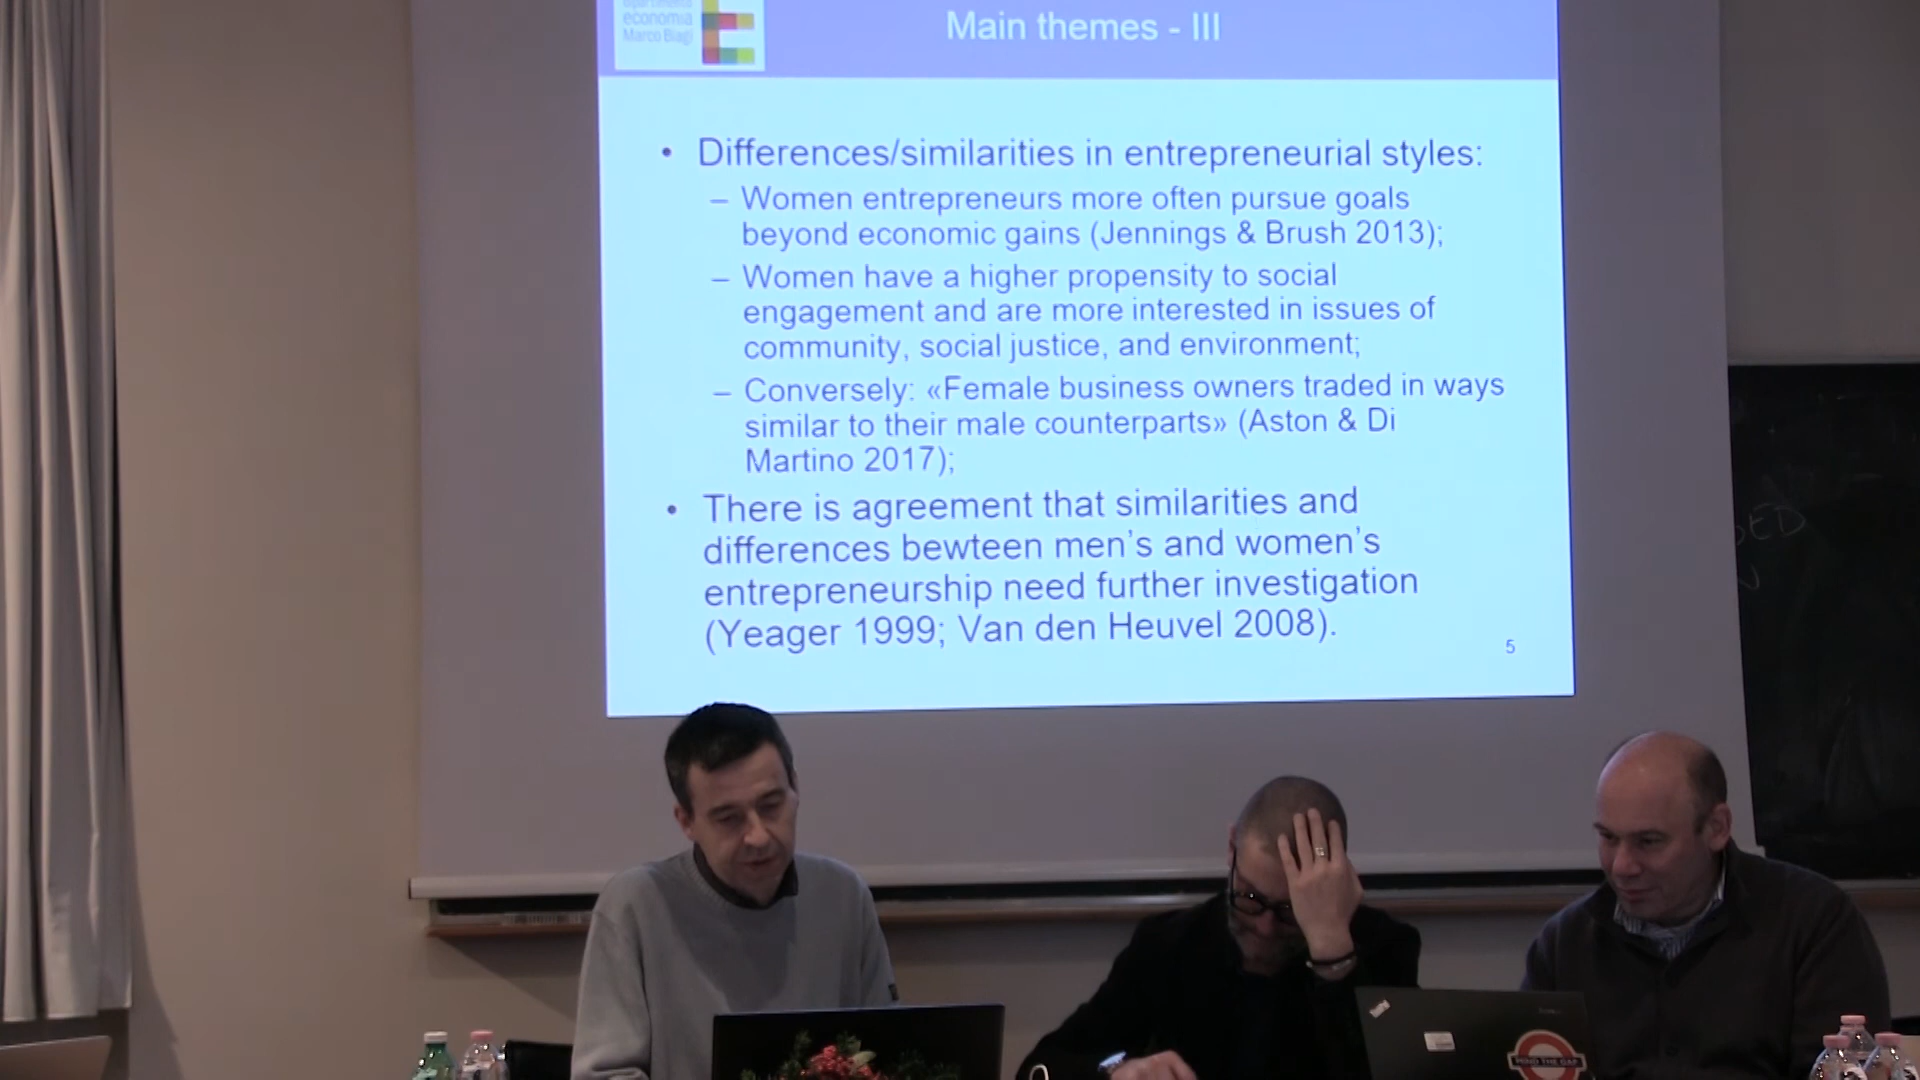 dipartimento
economia
Marco Biagi
Main themes - III
• Differences/similarities in entrepreneurial styles:
– Women entrepreneurs more often pursue goals
beyond economic gains (Jennings & Brush 2013);
– Women have a higher propensity to social
engagement and are more interested in issues of
community, social justice, and environment;
– Conversely: «Female business owners traded in ways
similar to their male counterparts» (Aston & Di
Martino 2017);
• There is agreement that similarities and
differences bewteen men's and women's
entrepreneurship need further investigation
(Yeager 1999; Van den Heuvel 2008).
5
MIND THE GAP